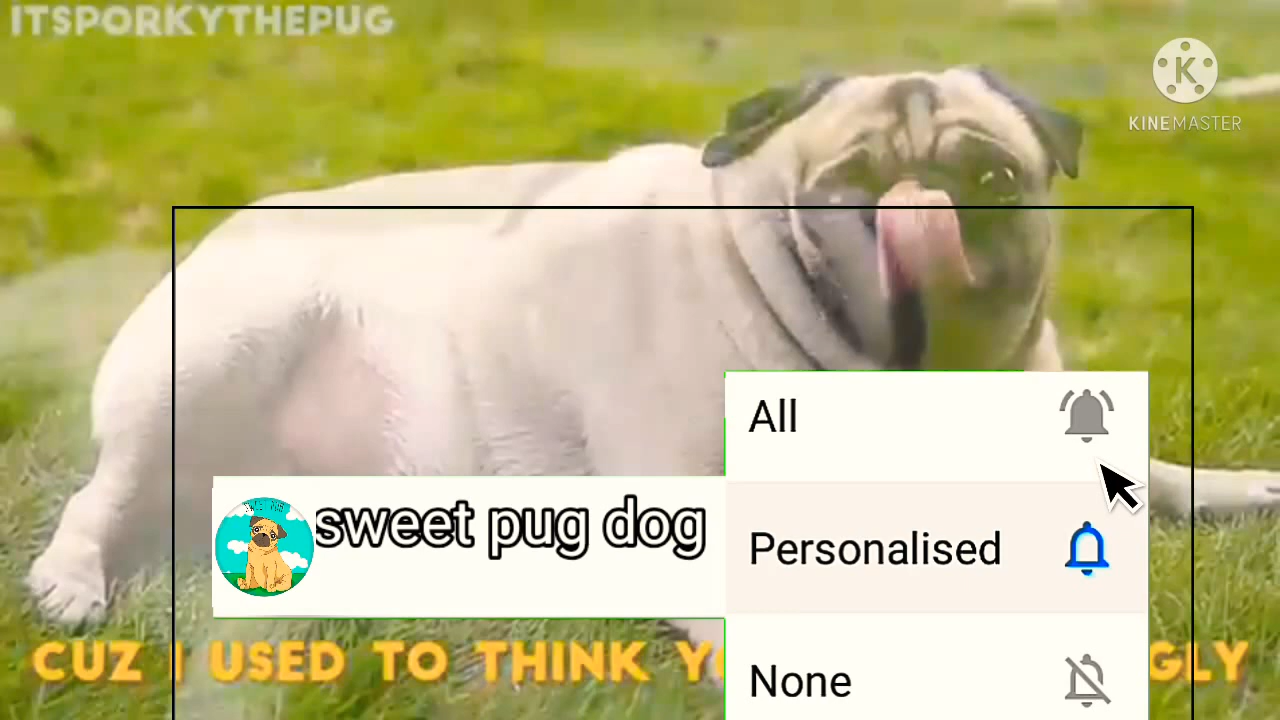 ITSPORKYTHEPUG
K
KINEMASTER
All
sweet pug dog
Personalised
CUZ I USED TO THINK
GLY
None